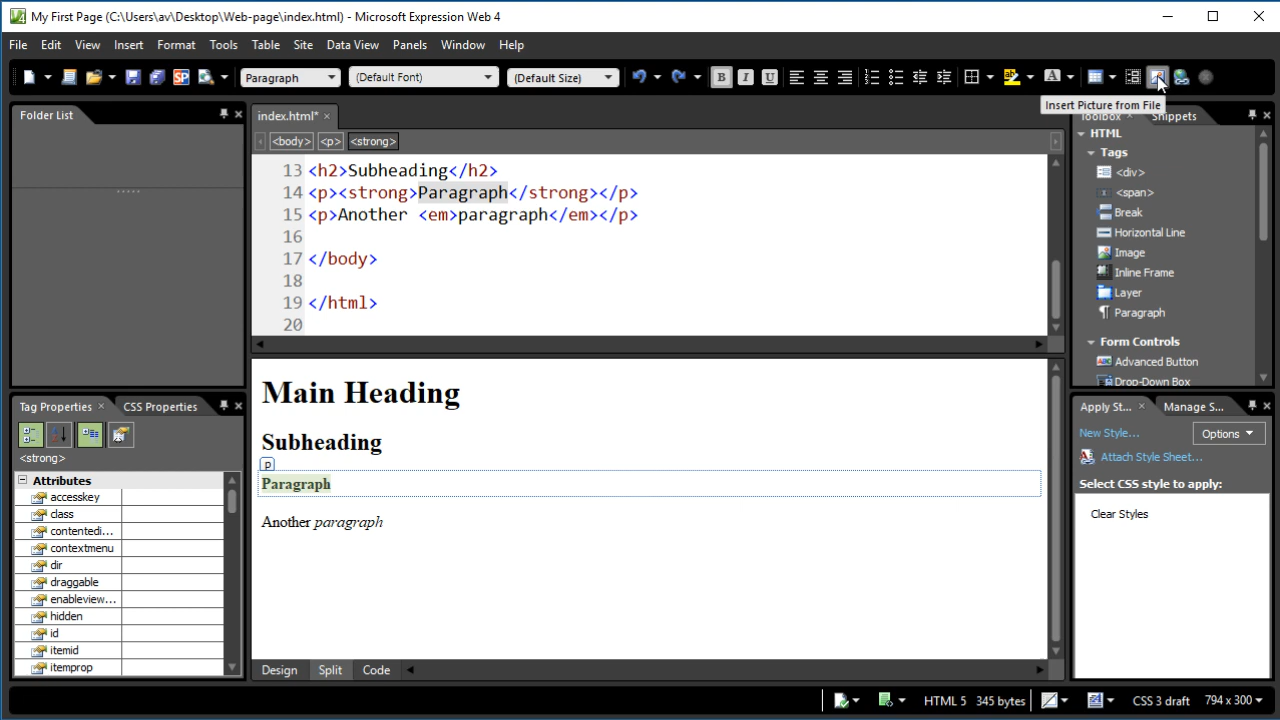 My First Page (C:\Users\av\Desktop\Web-page\index.html) - Microsoft Expression Web 4
File Edit View Insert Format Tools Table Site Data View Panels Window Help
Paragraph (Default Font) (Default Size) B I U A
Insert Picture from File
Folder List
index.html*
Toolbox Snippets
<body> <p> <strong>
13 <h2>Subheading</h2>
14 <p><strong>Paragraph</strong></p>
15 <p>Another <em>paragraph</em></p>
16
17 </body>
18
19 </html>
20
HTML
Tags
<div>
<span>
Break
Horizontal Line
Image
Inline Frame
Layer
Paragraph
Form Controls
Advanced Button
Drop-Down Box
Main Heading
Subheading
p
Paragraph
Another paragraph
Design Split Code
Tag Properties CSS Properties
<strong>
Attributes
accesskey
class
contentedi...
contextmenu
dir
draggable
enableview...
hidden
id
itemid
itemprop
Apply St... Manage S...
New Style... Options
Attach Style Sheet...
Select CSS style to apply:
Clear Styles
HTML 5 345 bytes CSS 3 draft 794 x 300